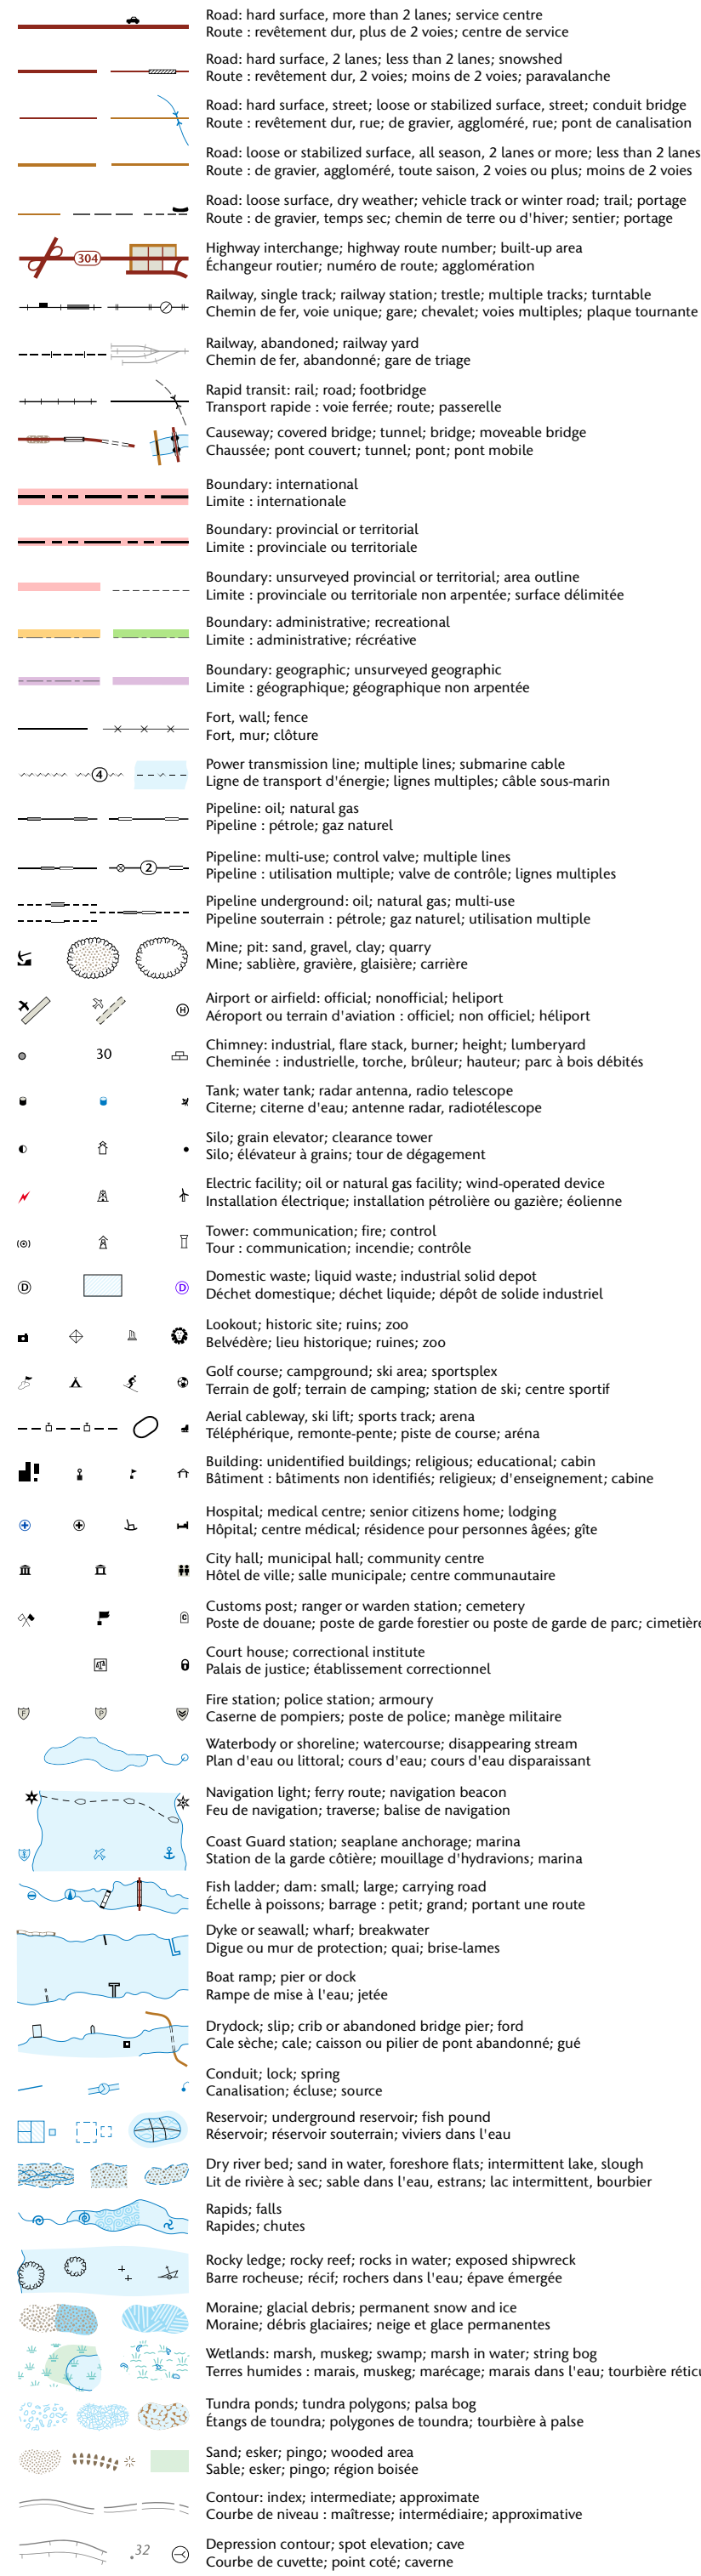 Road: hard surface, more than 2 lanes; service centre
Route : revêtement dur, plus de 2 voies; centre de service
Road: hard surface, 2 lanes; less than 2 lanes; snowshed
Route : revêtement dur, 2 voies; moins de 2 voies; paravalanche
Road: hard surface, street; loose or stabilized surface, street; conduit bridge
Route : revêtement dur, rue; de gravier, aggloméré, rue; pont de canalisation
Road: loose or stabilized surface, all season, 2 lanes or more; less than 2 lanes
Route : de gravier, aggloméré, toute saison, 2 voies ou plus; moins de 2 voies
Road: loose surface, dry weather; vehicle track or winter road; trail; portage
Route : de gravier, temps sec; chemin de terre ou d'hiver; sentier; portage
304
Highway interchange; highway route number; built-up area
Échangeur routier; numéro de route; agglomération
Railway, single track; railway station; trestle; multiple tracks; turntable
Chemin de fer, voie unique; gare; chevalet; voies multiples; plaque tournante
Railway, abandoned; railway yard
Chemin de fer, abandonné; gare de triage
Rapid transit: rail; road; footbridge
Transport rapide : voie ferrée; route; passerelle
Causeway; covered bridge; tunnel; bridge; moveable bridge
Chaussée; pont couvert; tunnel; pont; pont mobile
Boundary: international
Limite : internationale
Boundary: provincial or territorial
Limite : provinciale ou territoriale
Boundary: unsurveyed provincial or territorial; area outline
Limite : provinciale ou territoriale non arpentée; surface délimitée
Boundary: administrative; recreational
Limite : administrative; récréative
Boundary: geographic; unsurveyed geographic
Limite : géographique; géographique non arpentée
Fort, wall; fence
Fort, mur; clôture
4
Power transmission line; multiple lines; submarine cable
Ligne de transport d'énergie; lignes multiples; câble sous-marin
Pipeline: oil; natural gas
Pipeline : pétrole; gaz naturel
2
Pipeline: multi-use; control valve; multiple lines
Pipeline : utilisation multiple; valve de contrôle; lignes multiples
Pipeline underground: oil; natural gas; multi-use
Pipeline souterrain : pétrole; gaz naturel; utilisation multiple
Mine; pit: sand, gravel, clay; quarry
Mine; sablière, gravière, glaisière; carrière
H
Airport or airfield: official; nonofficial; heliport
Aéroport ou terrain d'aviation : officiel; non officiel; héliport
30
Chimney: industrial, flare stack, burner; height; lumberyard
Cheminée : industrielle, torche, brûleur; hauteur; parc à bois débités
Tank; water tank; radar antenna, radio telescope
Citerne; citerne d'eau; antenne radar, radiotélescope
Silo; grain elevator; clearance tower
Silo; élévateur à grains; tour de dégagement
Electric facility; oil or natural gas facility; wind-operated device
Installation électrique; installation pétrolière ou gazière; éolienne
Tower: communication; fire; control
Tour : communication; incendie; contrôle
D D
Domestic waste; liquid waste; industrial solid depot
Déchet domestique; déchet liquide; dépôt de solide industriel
Lookout; historic site; ruins; zoo
Belvédère; lieu historique; ruines; zoo
Golf course; campground; ski area; sportsplex
Terrain de golf; terrain de camping; station de ski; centre sportif
Aerial cableway, ski lift; sports track; arena
Téléphérique, remonte-pente; piste de course; aréna
Building: unidentified buildings; religious; educational; cabin
Bâtiment : bâtiments non identifiés; religieux; d'enseignement; cabine
Hospital; medical centre; senior citizens home; lodging
Hôpital; centre médical; résidence pour personnes âgées; gîte
City hall; municipal hall; community centre
Hôtel de ville; salle municipale; centre communautaire
C
Customs post; ranger or warden station; cemetery
Poste de douane; poste de garde forestier ou poste de garde de parc; cimetière
Court house; correctional institute
Palais de justice; établissement correctionnel
F P
Fire station; police station; armoury
Caserne de pompiers; poste de police; manège militaire
Waterbody or shoreline; watercourse; disappearing stream
Plan d'eau ou littoral; cours d'eau; cours d'eau disparaissant
Navigation light; ferry route; navigation beacon
Feu de navigation; traverse; balise de navigation
Coast Guard station; seaplane anchorage; marina
Station de la garde côtière; mouillage d'hydravions; marina
Fish ladder; dam: small; large; carrying road
Échelle à poissons; barrage : petit; grand; portant une route
Dyke or seawall; wharf; breakwater
Digue ou mur de protection; quai; brise-lames
Boat ramp; pier or dock
Rampe de mise à l'eau; jetée
Drydock; slip; crib or abandoned bridge pier; ford
Cale sèche; cale; caisson ou pilier de pont abandonné; gué
Conduit; lock; spring
Canalisation; écluse; source
Reservoir; underground reservoir; fish pound
Réservoir; réservoir souterrain; viviers dans l'eau
Dry river bed; sand in water, foreshore flats; intermittent lake, slough
Lit de rivière à sec; sable dans l'eau, estrans; lac intermittent, bourbier
Rapids; falls
Rapides; chutes
Rocky ledge; rocky reef; rocks in water; exposed shipwreck
Barre rocheuse; récif; rochers dans l'eau; épave émergée
Moraine; glacial debris; permanent snow and ice
Moraine; débris glaciaires; neige et glace permanentes
Wetlands: marsh, muskeg; swamp; marsh in water; string bog
Terres humides : marais, muskeg; marécage; marais dans l'eau; tourbière rétic
Tundra ponds; tundra polygons; palsa bog
Étangs de toundra; polygones de toundra; tourbière à palse
Sand; esker; pingo; wooded area
Sable; esker; pingo; région boisée
Contour: index; intermediate; approximate
Courbe de niveau : maîtresse; intermédiaire; approximative
.32
Depression contour; spot elevation; cave
Courbe de cuvette; point coté; caverne